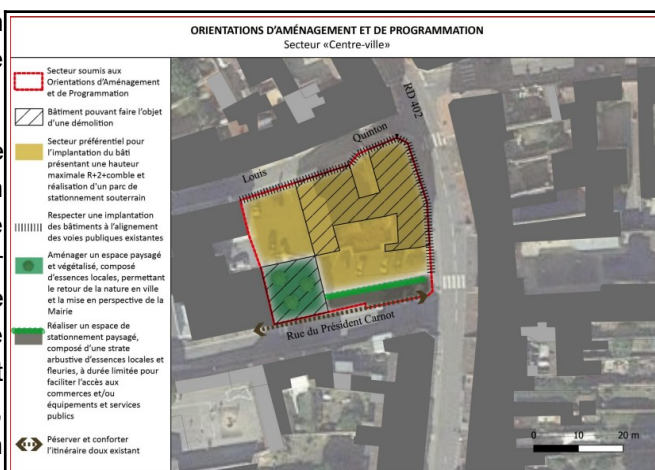 ORIENTATIONS D'AMÉNAGEMENT ET DE PROGRAMMATION
Secteur «Centre-ville»
Secteur soumis aux
Orientations d'Aménagement
et de Programmation
Bâtiment pouvant faire l'objet
d'une démolition
Secteur préférentiel pour
l'implantation du bâti
présentant une hauteur
maximale R+2+comble et
réalisation d'un parc de
stationnement souterrain
Respecter une implantation
des bâtiments à l'alignement
des voies publiques existantes
Aménager un espace paysagé
et végétalisé, composé
d'essences locales, permettant
le retour de la nature en ville
et la mise en perspective de la
Mairie
Réaliser un espace de
stationnement paysagé,
composé d'une strate
arbustive d'essences locales et
fleuries, à durée limitée pour
faciliter l'accès aux
commerces et/ou
équipements et services
publics
Péserver et conforter
l'itinéraire doux existant
RD 402
Louis Quinton
Rue du Président Carnot
0 10 20 m